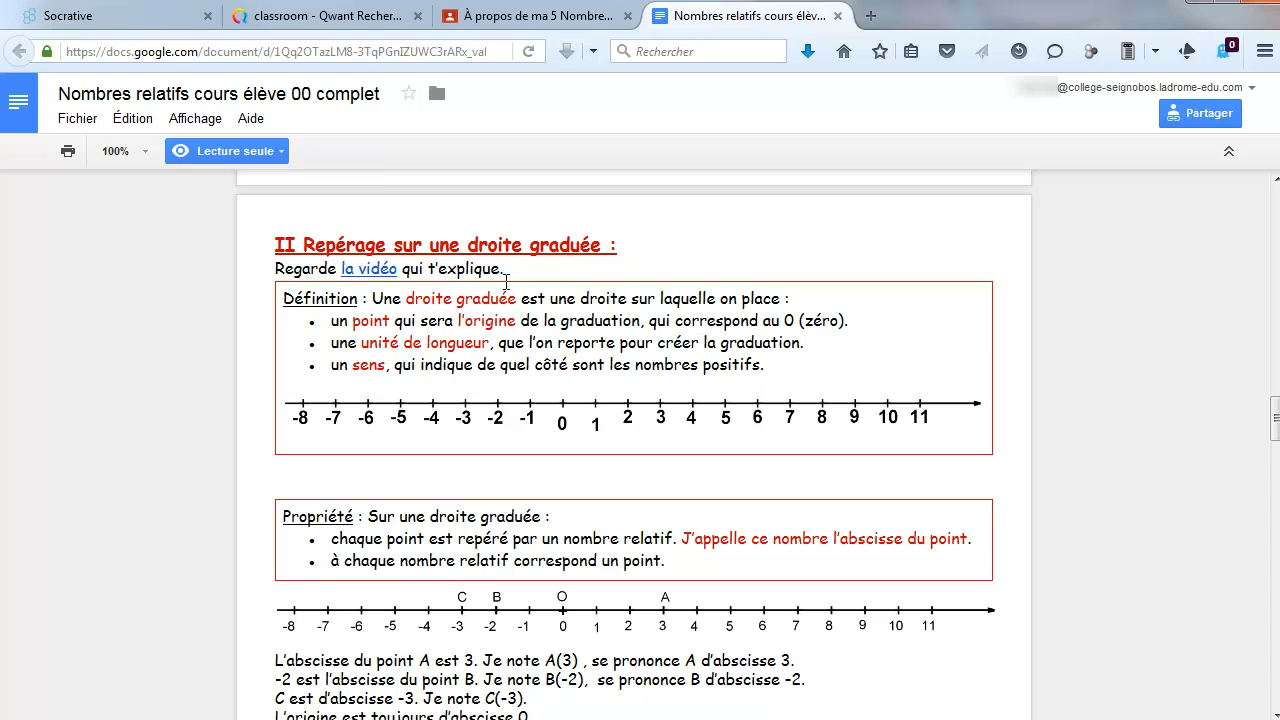 Socrative
classroom - Qwant Recher...
À propos de ma 5 Nombre...
Nombres relatifs cours élèv...
https://docs.google.com/document/d/1Qq2OTazLM8-3TqPGnIZUWC3rARx_val
Rechercher
0
Nombres relatifs cours élève 00 complet
@college-seignobos.ladrome-edu.com
Fichier Édition Affichage Aide
Partager
100% Lecture seule
II Repérage sur une droite graduée :
Regarde la vidéo qui t'explique.
Définition : Une droite graduée est une droite sur laquelle on place :
• un point qui sera l'origine de la graduation, qui correspond au 0 (zéro).
• une unité de longueur, que l'on reporte pour créer la graduation.
• un sens, qui indique de quel côté sont les nombres positifs.
-8 -7 -6 -5 -4 -3 -2 -1 0 1 2 3 4 5 6 7 8 9 10 11
Propriété : Sur une droite graduée :
• chaque point est repéré par un nombre relatif. J'appelle ce nombre l'abscisse du point.
• à chaque nombre relatif correspond un point.
C B O A
-8 -7 -6 -5 -4 -3 -2 -1 0 1 2 3 4 5 6 7 8 9 10 11
L'abscisse du point A est 3. Je note A(3) , se prononce A d'abscisse 3.
-2 est l'abscisse du point B. Je note B(-2), se prononce B d'abscisse -2.
C est d'abscisse -3. Je note C(-3).
L'origine est toujours d'abscisse 0.